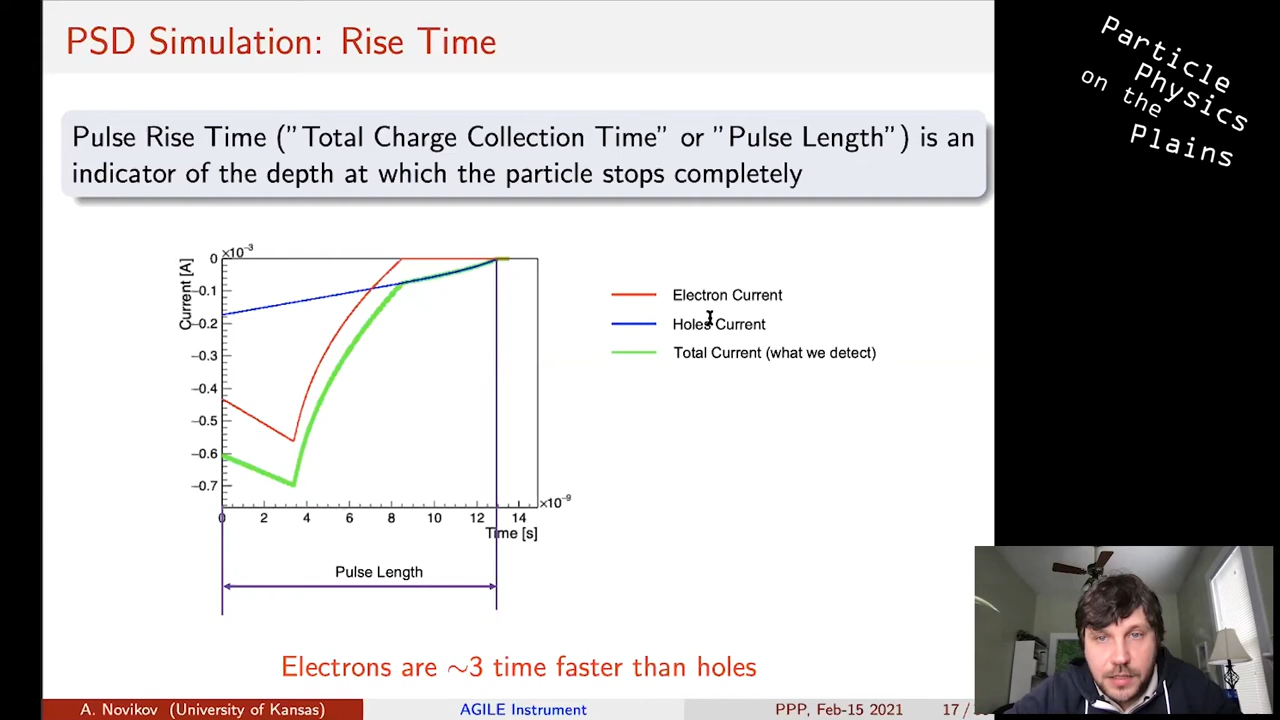 PSD Simulation: Rise Time
Particle
Physics
on the
Plains
Pulse Rise Time ("Total Charge Collection Time" or "Pulse Length") is an
indicator of the depth at which the particle stops completely
×10⁻³
Current [A]
0
−0.1
−0.2
−0.3
−0.4
−0.5
−0.6
−0.7
0 2 4 6 8 10 12 14
×10⁻⁹
Time [s]
Electron Current
Holes Current
Total Current (what we detect)
Pulse Length
Electrons are ∼3 time faster than holes
A. Novikov (University of Kansas) AGILE Instrument PPP, Feb-15 2021 17 /